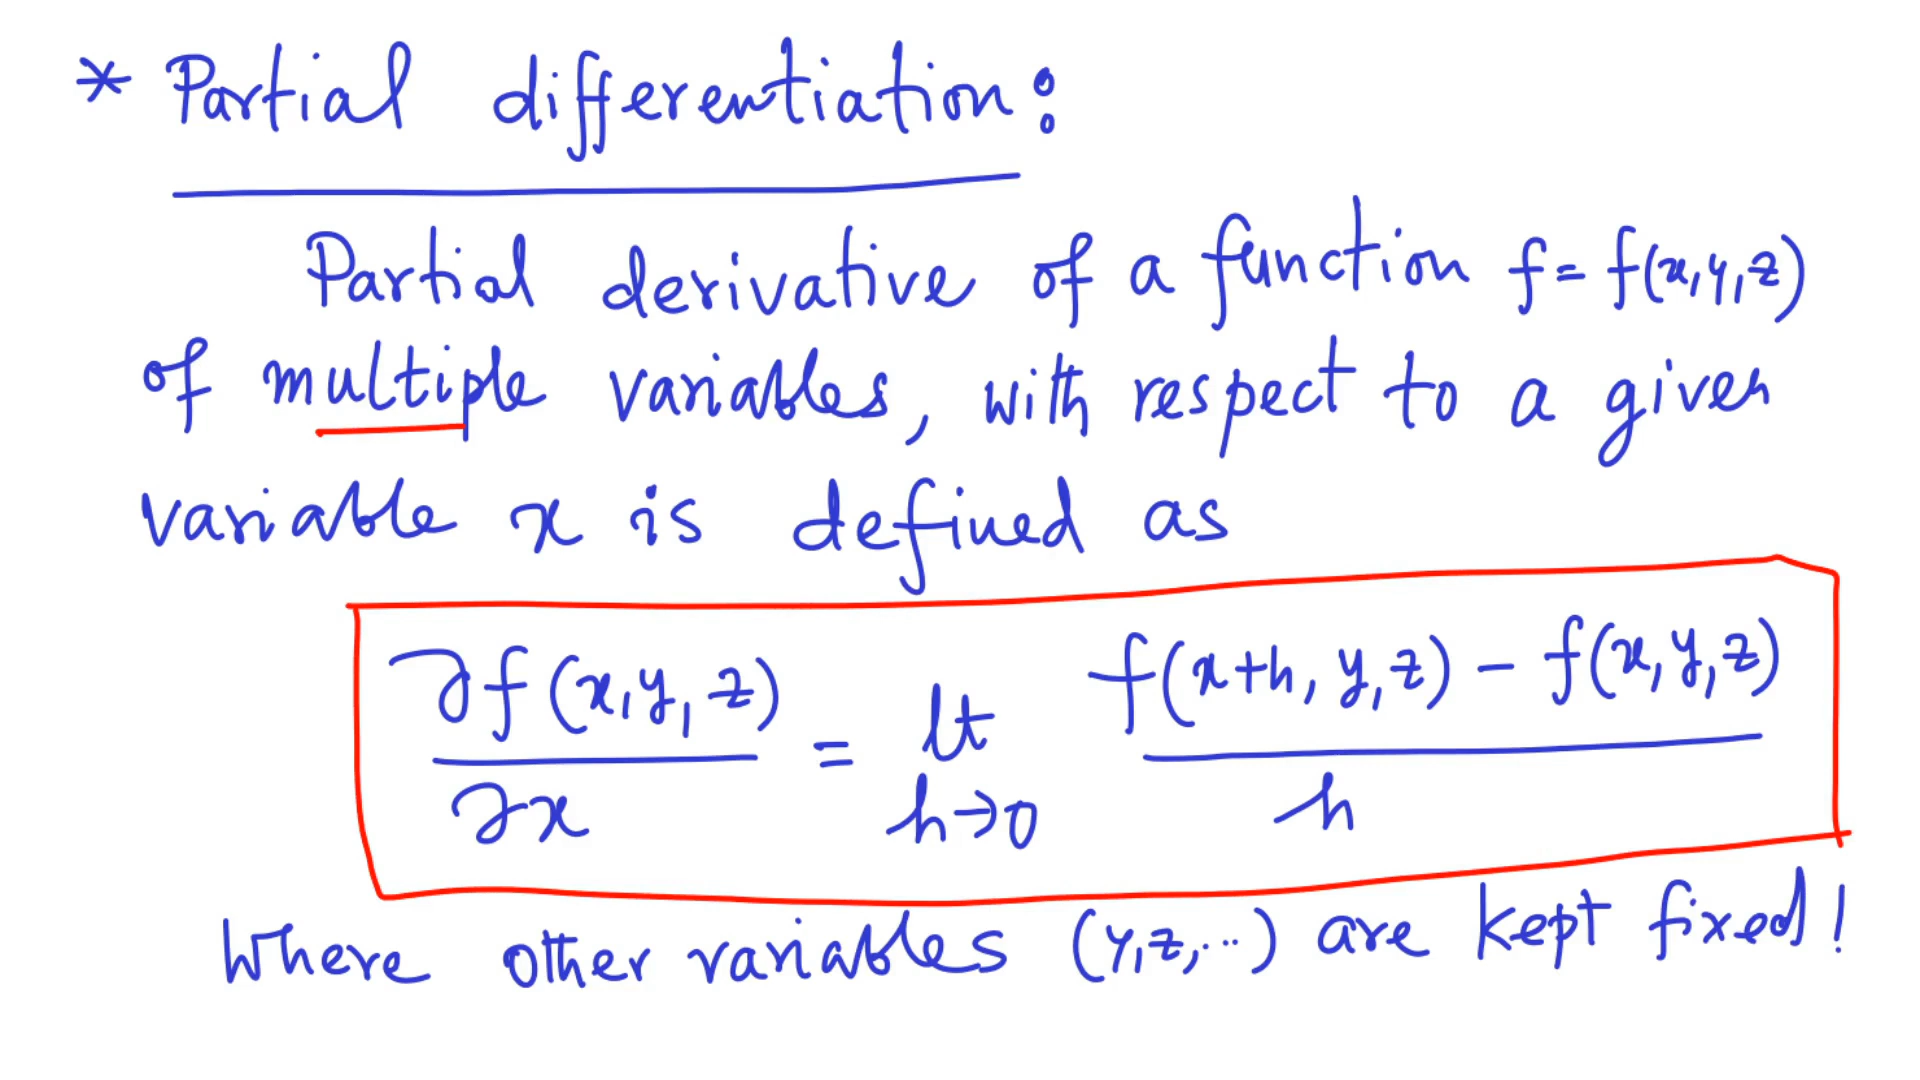 * Partial differentiation:
Partial derivative of a function f = f(x,y,z)
of multiple variables, with respect to a given
variable x is defined as
∂f(x,y,z)/∂x = lt h→0 f(x+h, y,z) - f(x,y,z)/h
Where other variables (y,z,...) are kept fixed!